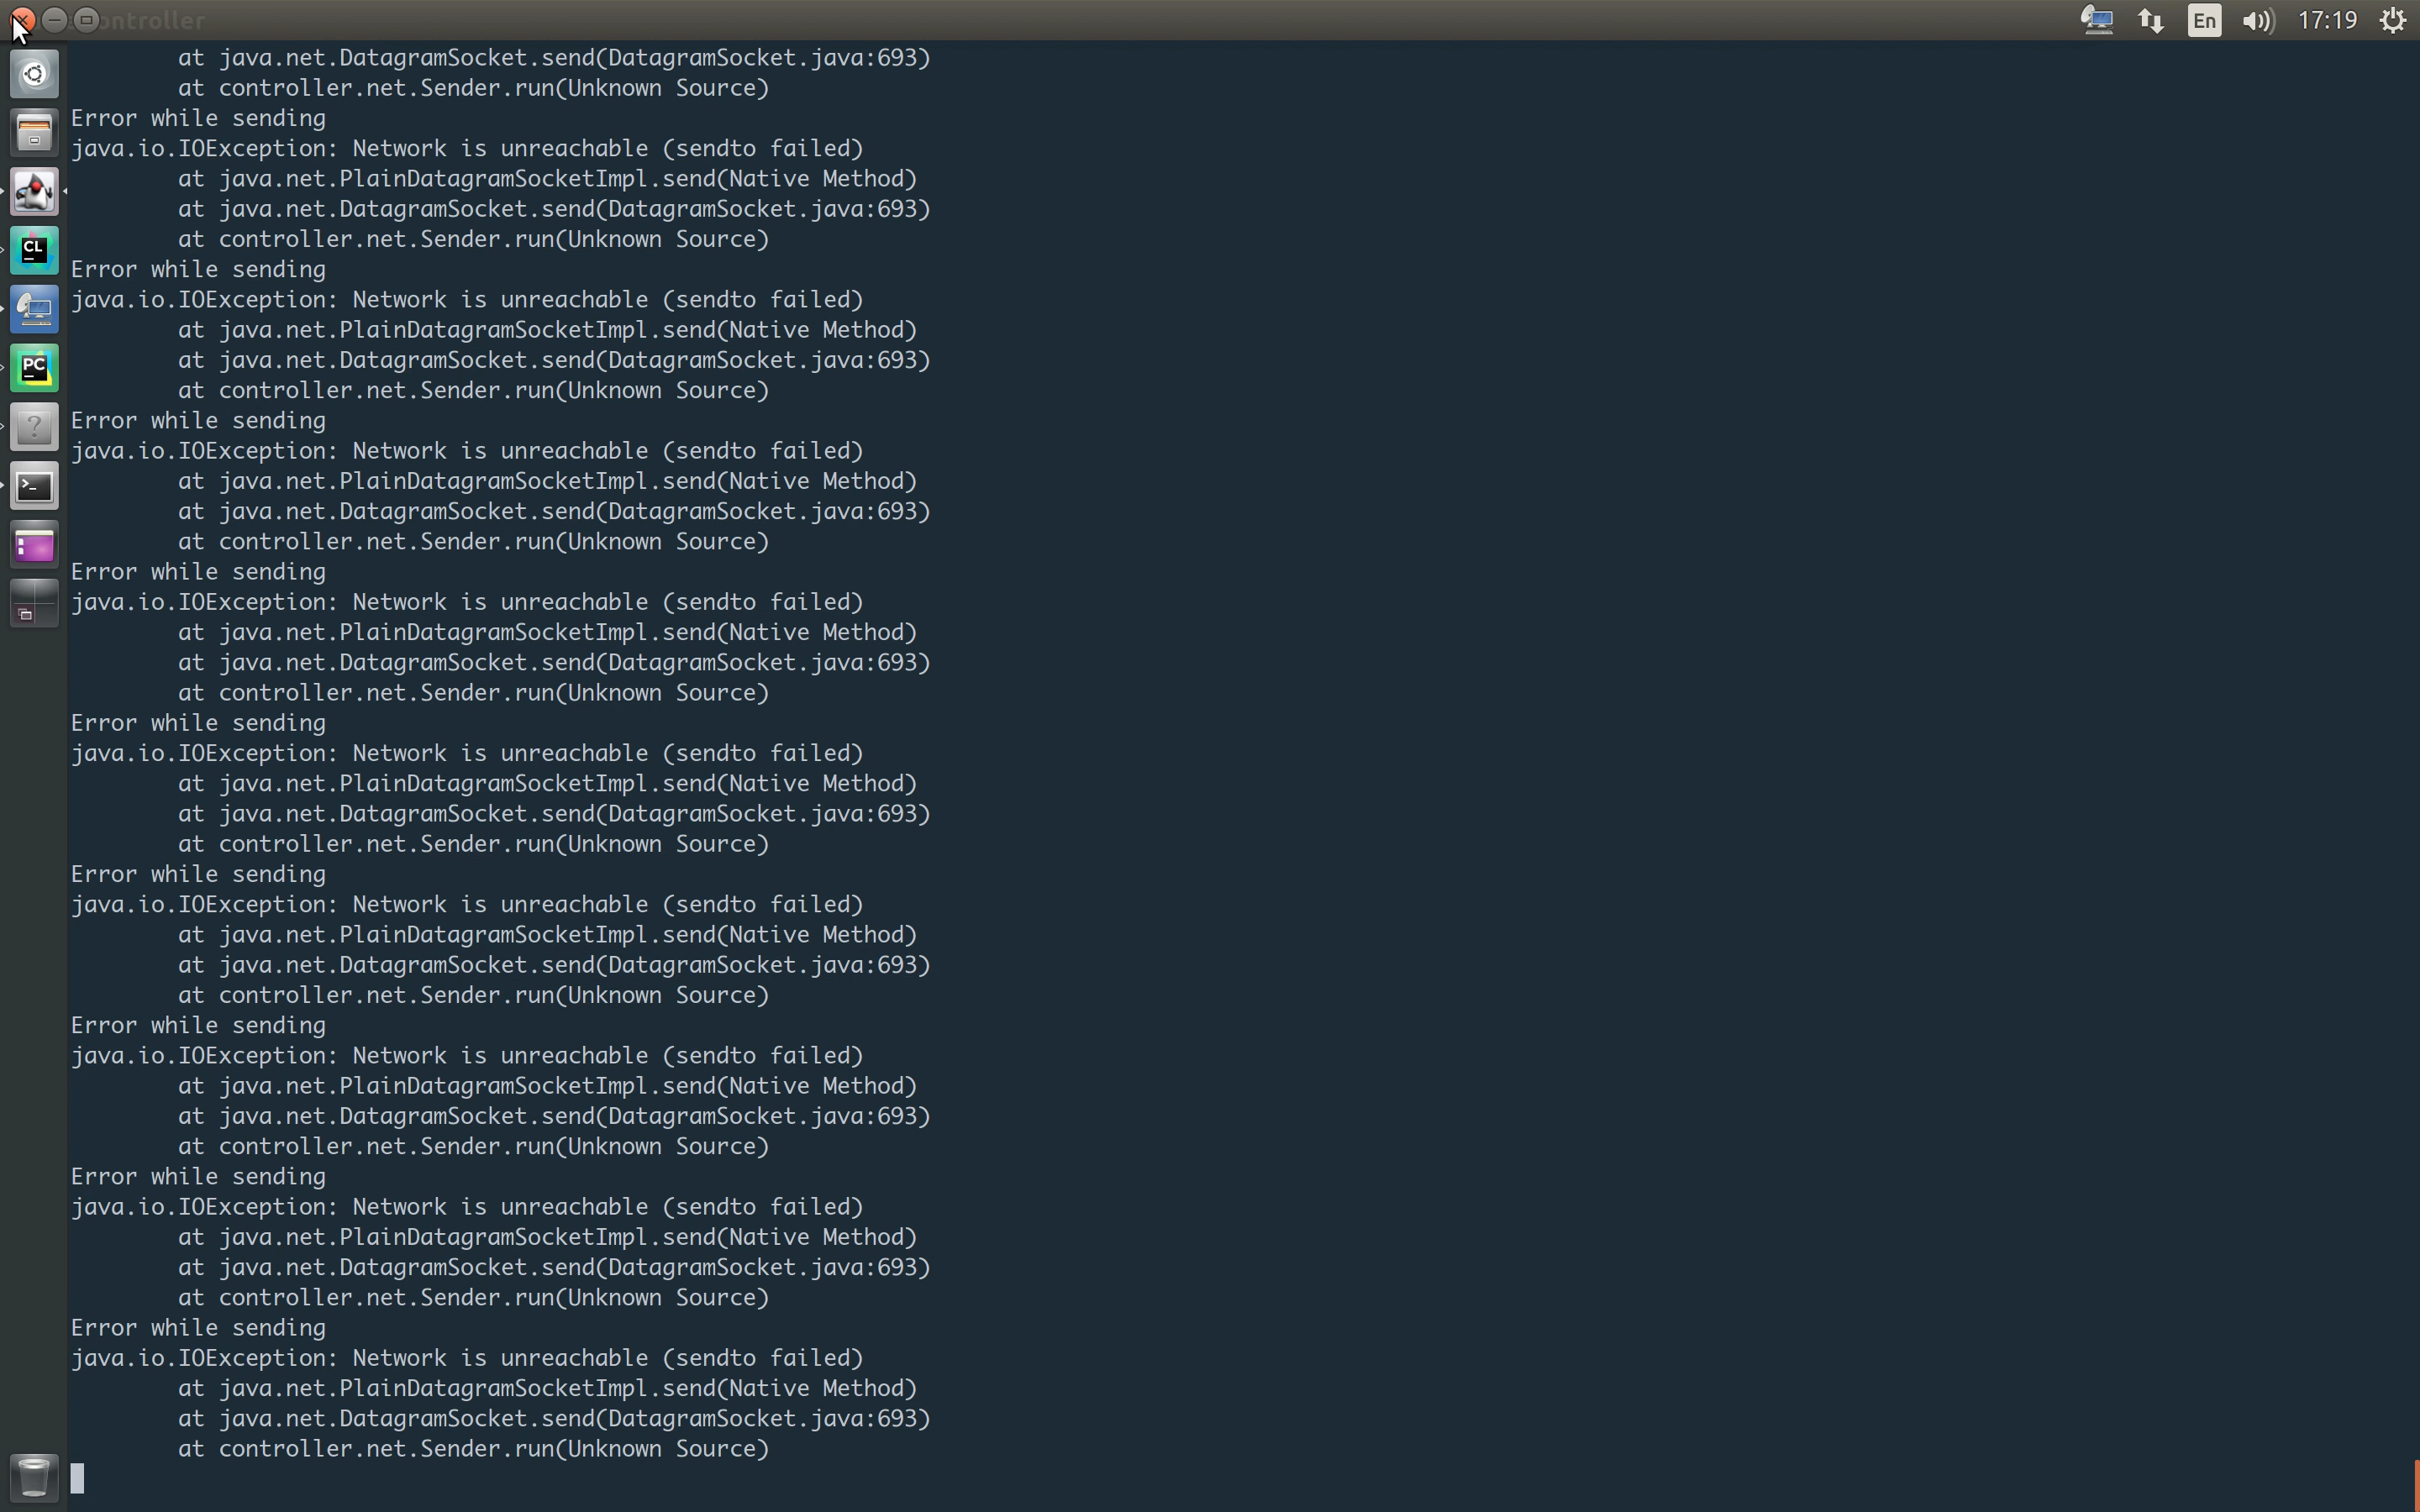 ontroller
En
17:19
at java.net.DatagramSocket.send(DatagramSocket.java:693)
at controller.net.Sender.run(Unknown Source)
Error while sending
java.io.IOException: Network is unreachable (sendto failed)
at java.net.PlainDatagramSocketImpl.send(Native Method)
at java.net.DatagramSocket.send(DatagramSocket.java:693)
at controller.net.Sender.run(Unknown Source)
Error while sending
java.io.IOException: Network is unreachable (sendto failed)
at java.net.PlainDatagramSocketImpl.send(Native Method)
at java.net.DatagramSocket.send(DatagramSocket.java:693)
at controller.net.Sender.run(Unknown Source)
Error while sending
java.io.IOException: Network is unreachable (sendto failed)
at java.net.PlainDatagramSocketImpl.send(Native Method)
at java.net.DatagramSocket.send(DatagramSocket.java:693)
at controller.net.Sender.run(Unknown Source)
Error while sending
java.io.IOException: Network is unreachable (sendto failed)
at java.net.PlainDatagramSocketImpl.send(Native Method)
at java.net.DatagramSocket.send(DatagramSocket.java:693)
at controller.net.Sender.run(Unknown Source)
Error while sending
java.io.IOException: Network is unreachable (sendto failed)
at java.net.PlainDatagramSocketImpl.send(Native Method)
at java.net.DatagramSocket.send(DatagramSocket.java:693)
at controller.net.Sender.run(Unknown Source)
Error while sending
java.io.IOException: Network is unreachable (sendto failed)
at java.net.PlainDatagramSocketImpl.send(Native Method)
at java.net.DatagramSocket.send(DatagramSocket.java:693)
at controller.net.Sender.run(Unknown Source)
Error while sending
java.io.IOException: Network is unreachable (sendto failed)
at java.net.PlainDatagramSocketImpl.send(Native Method)
at java.net.DatagramSocket.send(DatagramSocket.java:693)
at controller.net.Sender.run(Unknown Source)
Error while sending
java.io.IOException: Network is unreachable (sendto failed)
at java.net.PlainDatagramSocketImpl.send(Native Method)
at java.net.DatagramSocket.send(DatagramSocket.java:693)
at controller.net.Sender.run(Unknown Source)
Error while sending
java.io.IOException: Network is unreachable (sendto failed)
at java.net.PlainDatagramSocketImpl.send(Native Method)
at java.net.DatagramSocket.send(DatagramSocket.java:693)
at controller.net.Sender.run(Unknown Source)
CL
PC